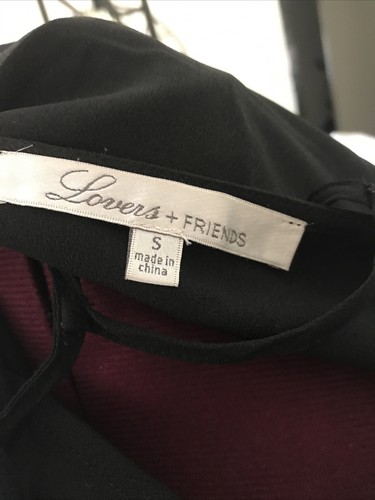 Lovers + FRIENDS
S
made in
china